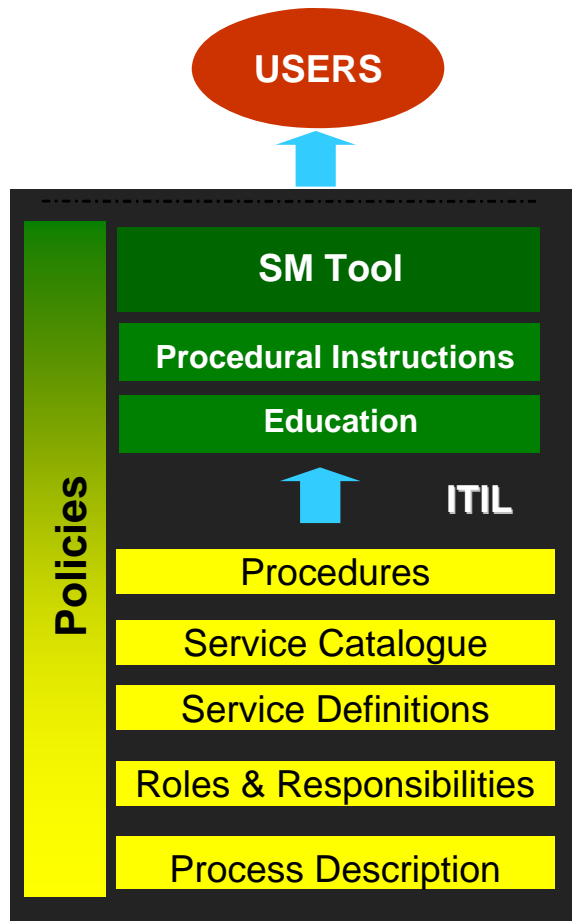 USERS
SM Tool
Procedural Instructions
Education
ITIL
Policies
Procedures
Service Catalogue
Service Definitions
Roles & Responsibilities
Process Description